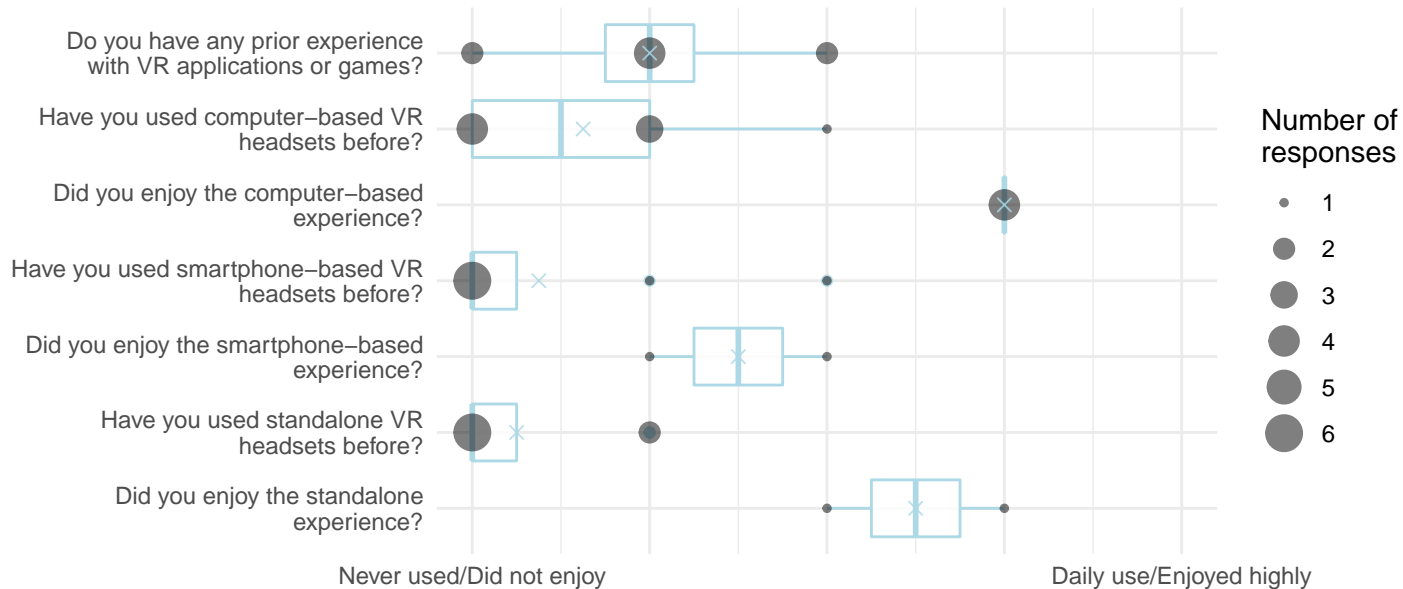 Do you have any prior experience
with VR applications or games?
Have you used computer−based VR
headsets before?
Did you enjoy the computer−based
experience?
Have you used smartphone−based VR
headsets before?
Did you enjoy the smartphone−based
experience?
Have you used standalone VR
headsets before?
Did you enjoy the standalone
experience?
Never used/Did not enjoy
Daily use/Enjoyed highly
Number of
responses
1
2
3
4
5
6